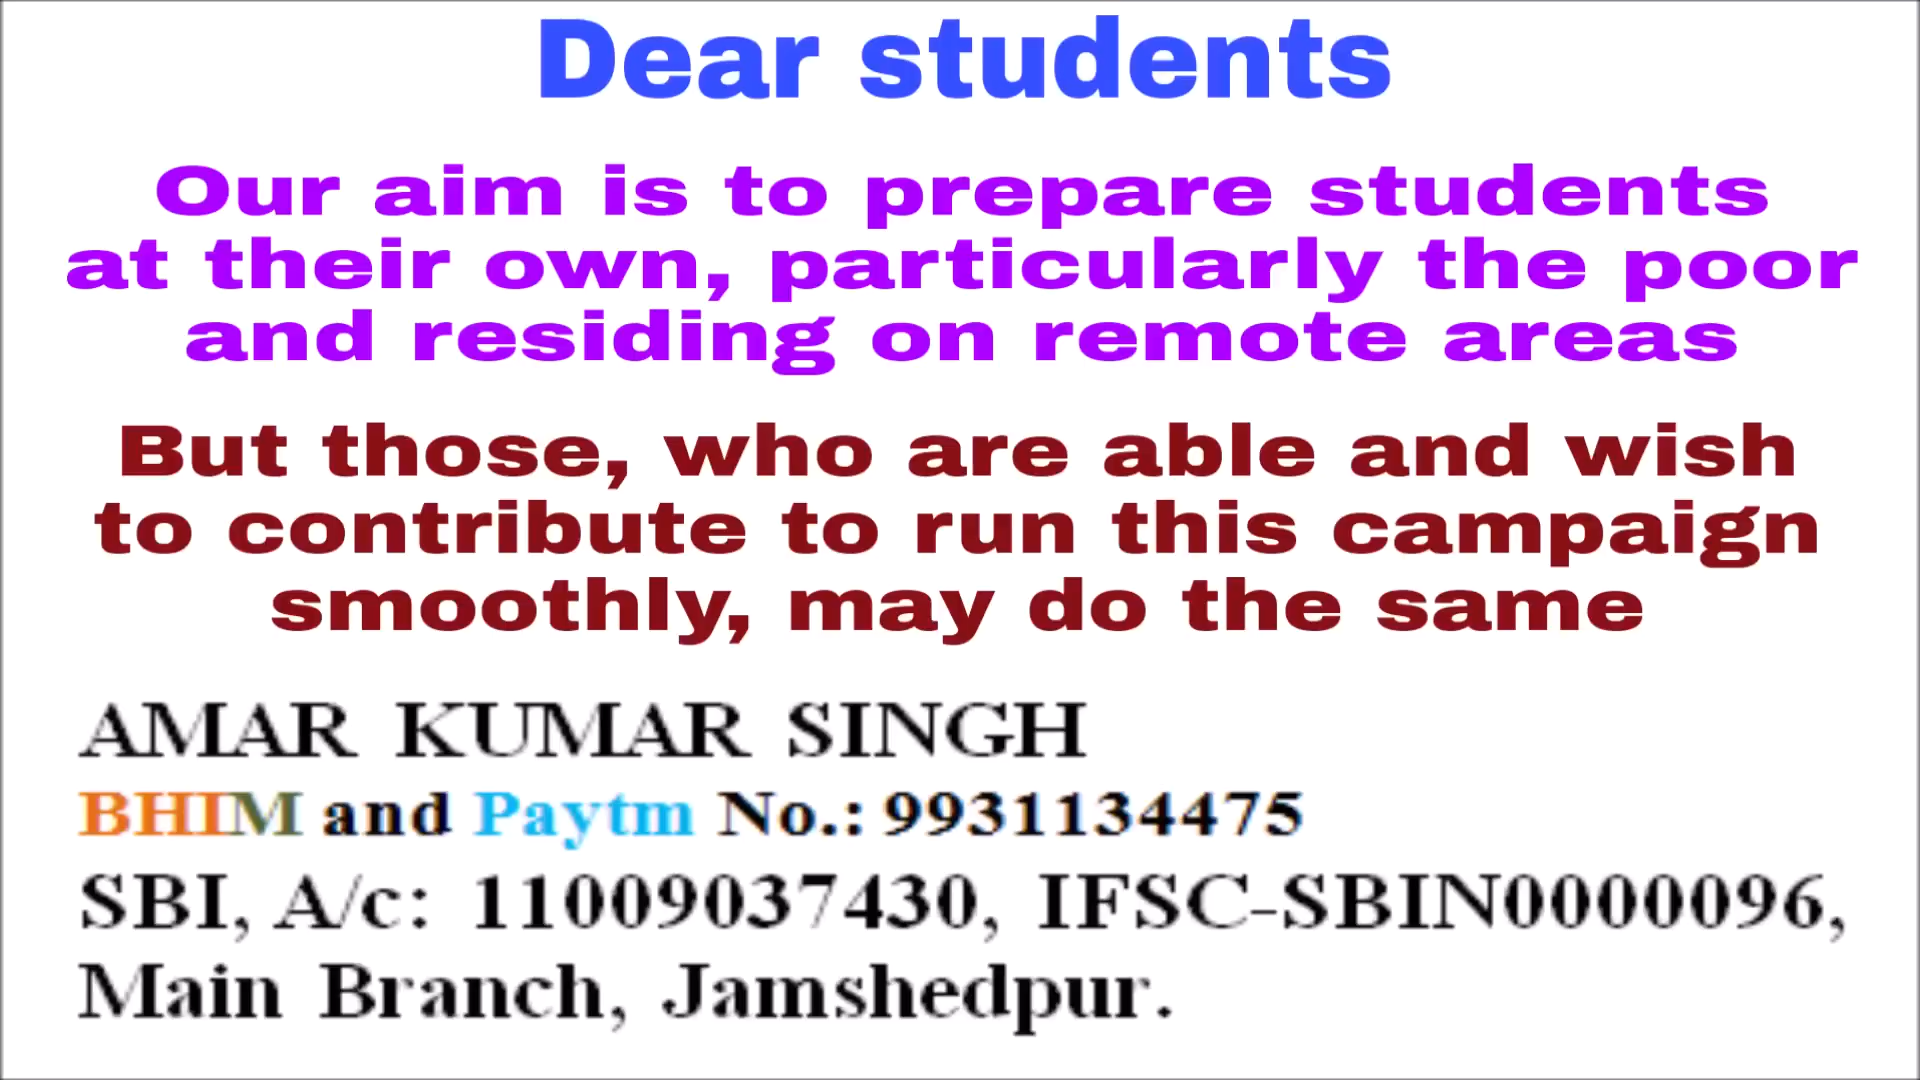 Dear students
Our aim is to prepare students
at their own, particularly the poor
and residing on remote areas
But those, who are able and wish
to contribute to run this campaign
smoothly, may do the same
AMAR KUMAR SINGH
BHIM and Paytm No.: 9931134475
SBI, A/c: 11009037430, IFSC-SBIN0000096,
Main Branch, Jamshedpur.